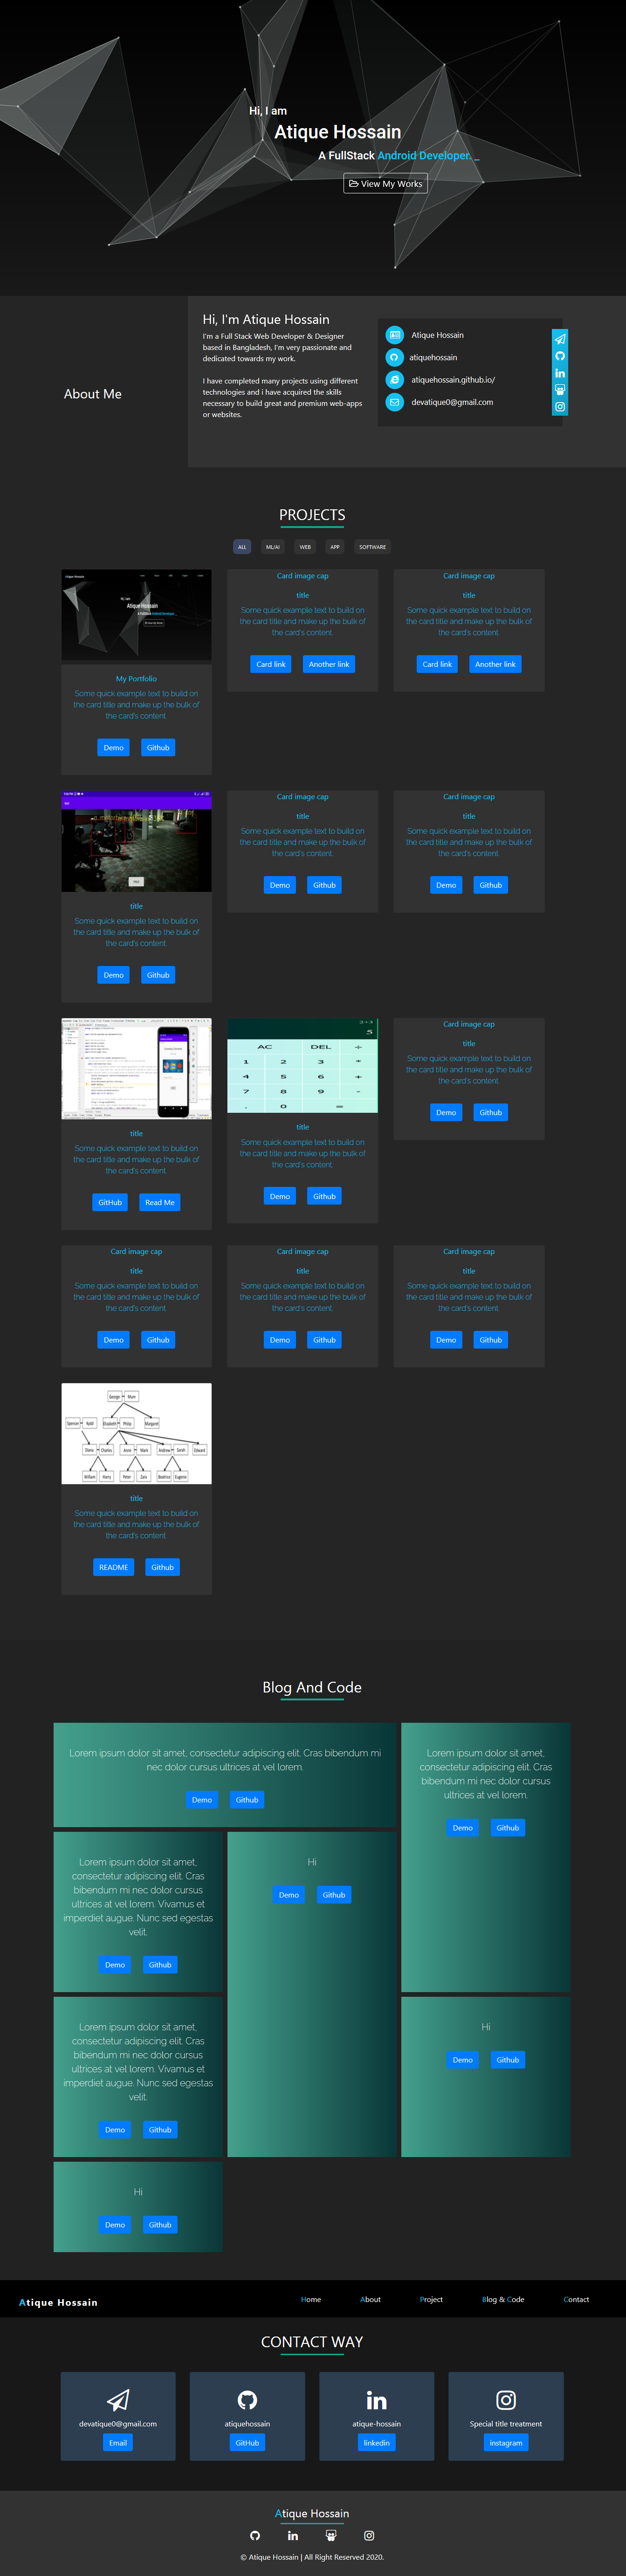 Hi, I am
Atique Hossain
A FullStack Android Developer. _
View My Works
About Me
Hi, I'm Atique Hossain
I'm a Full Stack Web Developer & Designer
based in Bangladesh, I'm very passionate and
dedicated towards my work.
I have completed many projects using different
technologies and i have acquired the skills
necessary to build great and premium web-apps
or websites.
Atique Hossain
atiquehossain
atiquehossain.github.io/
devatique0@gmail.com
PROJECTS
ALL ML/AI WEB APP SOFTWARE
Atique Hossain
Hi, I am
Atique Hossain
My Portfolio
Some quick example text to build on
the card title and make up the bulk of
the card's content.
Demo Github
Card image cap
title
Some quick example text to build on
the card title and make up the bulk of
the card's content.
Card link Another link
Card image cap
title
Some quick example text to build on
the card title and make up the bulk of
the card's content.
Card link Another link
title
Some quick example text to build on
the card title and make up the bulk of
the card's content.
Demo Github
Card image cap
title
Some quick example text to build on
the card title and make up the bulk of
the card's content.
Demo Github
Card image cap
title
Some quick example text to build on
the card title and make up the bulk of
the card's content.
Demo Github
title
Some quick example text to build on
the card title and make up the bulk of
the card's content.
GitHub Read Me
2+3
5
AC DEL ÷
1 2 3 *
4 5 6 +
7 8 9 -
. 0 =
title
Some quick example text to build on
the card title and make up the bulk of
the card's content.
Demo Github
Card image cap
title
Some quick example text to build on
the card title and make up the bulk of
the card's content.
Demo Github
Card image cap
title
Some quick example text to build on
the card title and make up the bulk of
the card's content.
Demo Github
Card image cap
title
Some quick example text to build on
the card title and make up the bulk of
the card's content.
Demo Github
Card image cap
title
Some quick example text to build on
the card title and make up the bulk of
the card's content.
Demo Github
George Mum
Spencer Kydd Elizabeth Philip Margaret
Diana Charles Anne Mark Andrew Sarah Edward
William Harry Peter Zara Beatrice Eugenie
title
Some quick example text to build on
the card title and make up the bulk of
the card's content.
README Github
Blog And Code
Lorem ipsum dolor sit amet, consectetur adipiscing elit. Cras bibendum mi
nec dolor cursus ultrices at vel lorem.
Demo Github
Lorem ipsum dolor sit amet,
consectetur adipiscing elit. Cras
bibendum mi nec dolor cursus
ultrices at vel lorem.
Demo Github
Lorem ipsum dolor sit amet,
consectetur adipiscing elit. Cras
bibendum mi nec dolor cursus
ultrices at vel lorem. Vivamus et
imperdiet augue. Nunc sed egestas
velit.
Demo Github
Hi
Demo Github
Lorem ipsum dolor sit amet,
consectetur adipiscing elit. Cras
bibendum mi nec dolor cursus
ultrices at vel lorem. Vivamus et
imperdiet augue. Nunc sed egestas
velit.
Demo Github
Hi
Demo Github
Hi
Demo Github
Atique Hossain
Home About Project Blog & Code Contact
CONTACT WAY
devatique0@gmail.com
Email
atiquehossain
GitHub
atique-hossain
linkedin
Special title treatment
instagram
Atique Hossain
© Atique Hossain | All Right Reserved 2020.